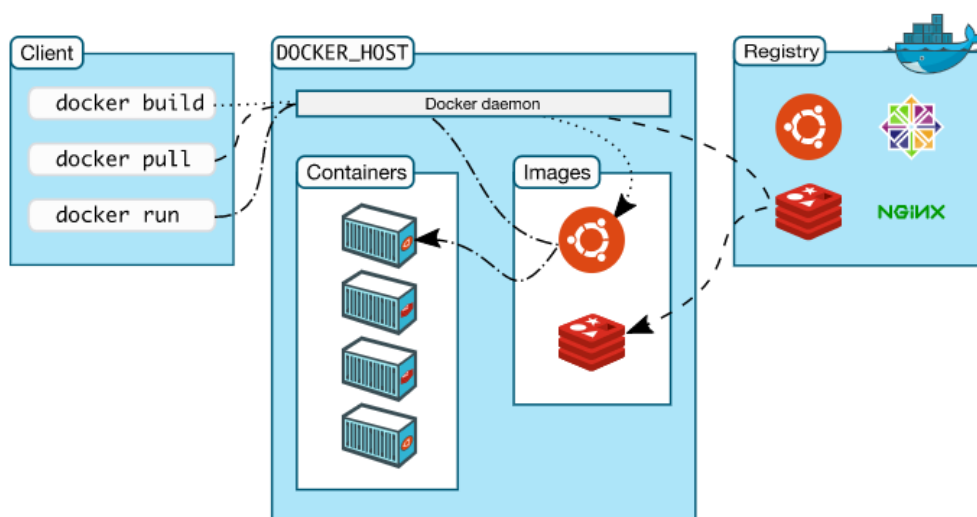 Client
docker build
docker pull
docker run
DOCKER_HOST
Docker daemon
Containers
Images
Registry
NGiNX